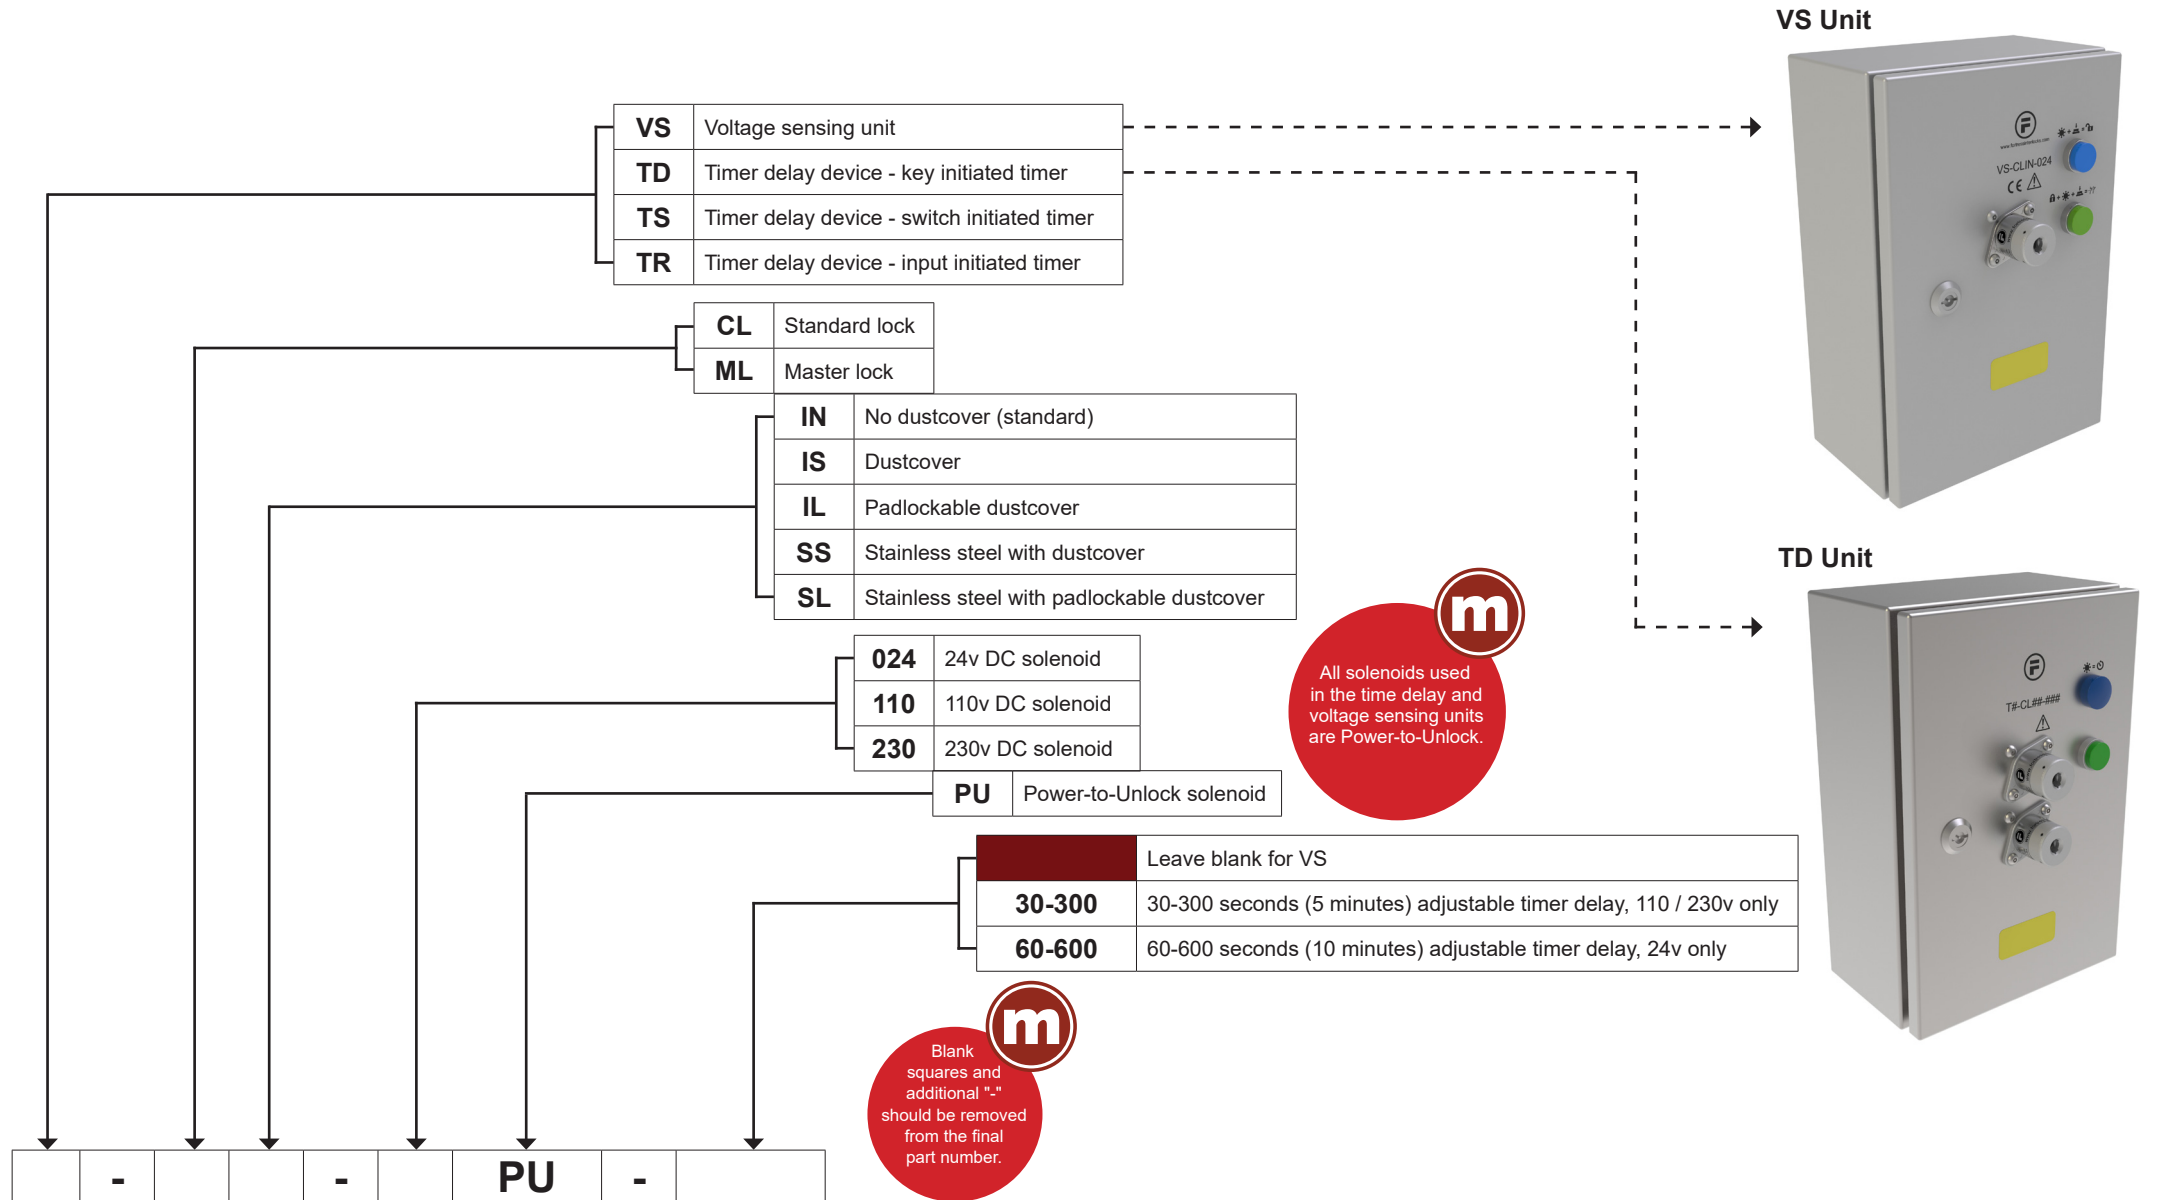 VS Unit
VS Voltage sensing unit
TD Timer delay device - key initiated timer
TS Timer delay device - switch initiated timer
TR Timer delay device - input initiated timer
VS-CLIN-024
CE
CL Standard lock
ML Master lock
IN No dustcover (standard)
IS Dustcover
IL Padlockable dustcover
SS Stainless steel with dustcover
SL Stainless steel with padlockable dustcover
TD Unit
m
All solenoids used
in the time delay and
voltage sensing units
are Power-to-Unlock.
024 24v DC solenoid
110 110v DC solenoid
230 230v DC solenoid
PU Power-to-Unlock solenoid
T#-CL##-###
Leave blank for VS
30-300 30-300 seconds (5 minutes) adjustable timer delay, 110 / 230v only
60-600 60-600 seconds (10 minutes) adjustable timer delay, 24v only
m
Blank
squares and
additional "-"
should be removed
from the final
part number.
- - PU -